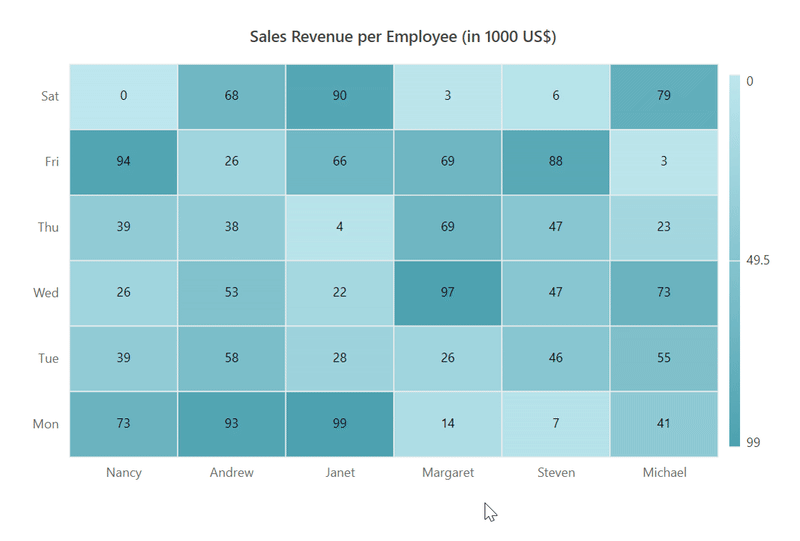 Sales Revenue per Employee (in 1000 US$)
Sat 0 68 90 3 6 79 0
Fri 94 26 66 69 88 3
Thu 39 38 4 69 47 23
Wed 26 53 22 97 47 73 49.5
Tue 39 58 28 26 46 55
Mon 73 93 99 14 7 41 99
Nancy Andrew Janet Margaret Steven Michael